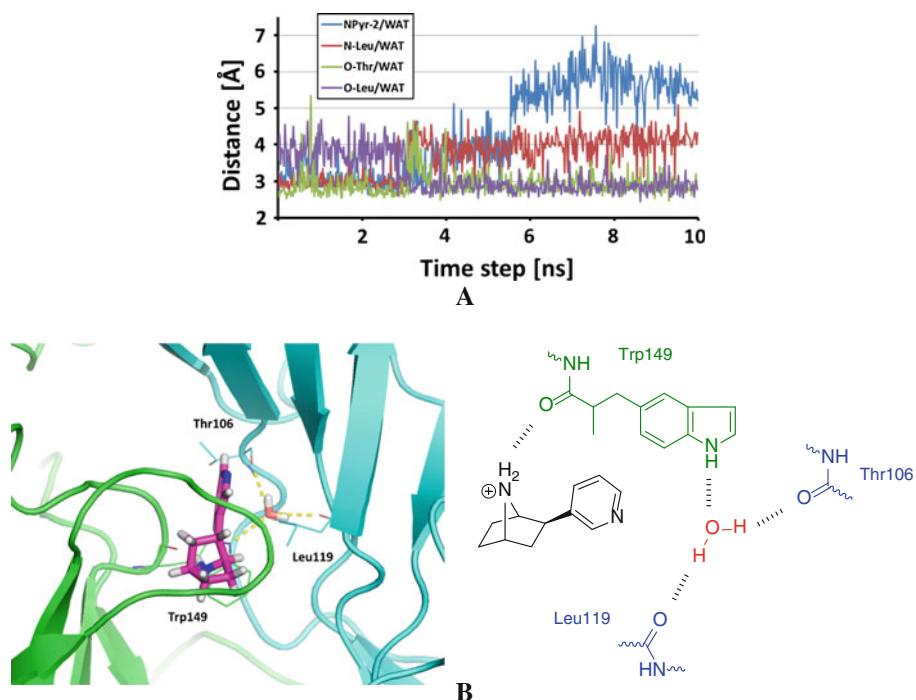 7
6
5
4
3
2
Distance [Å]
NPyr-2/WAT
N-Leu/WAT
O-Thr/WAT
O-Leu/WAT
2
4
6
8
10
Time step [ns]
A
Thr106
Leu119
Trp149
NH
Trp149
O
N
H
H2
N
⊕
N
NH
Thr106
O
O–H
H
Leu119
O
HN
B